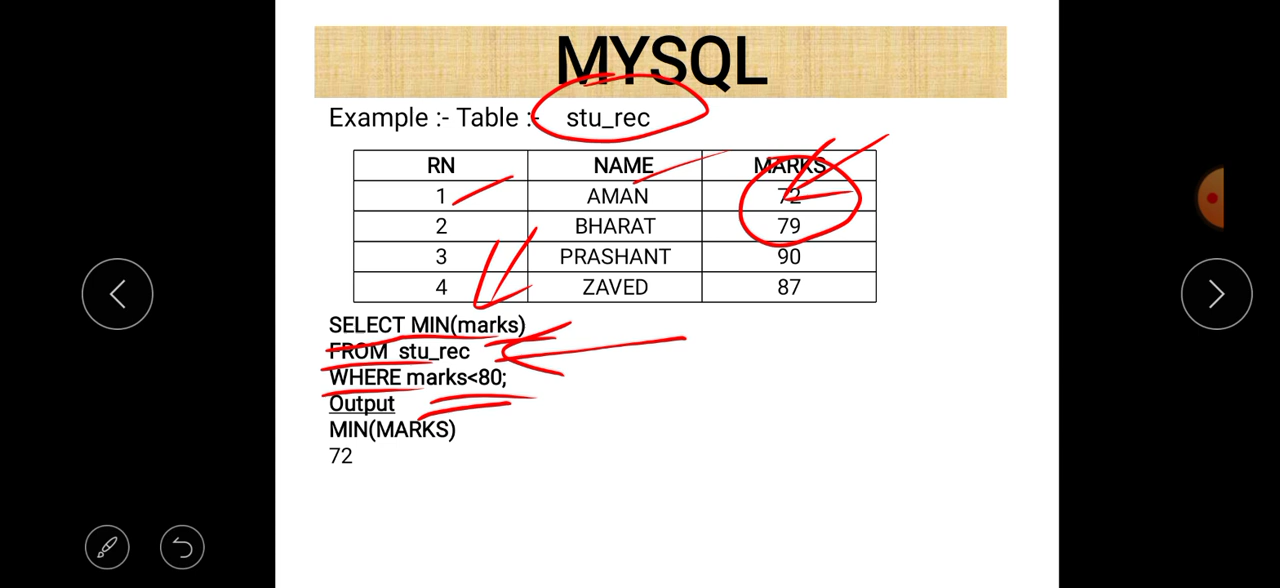 MYSQL
Example :- Table :- stu_rec
RN NAME MARKS
1 AMAN 72
2 BHARAT 79
3 PRASHANT 90
4 ZAVED 87
SELECT MIN(marks)
FROM stu_rec
WHERE marks<80;
Output
MIN(MARKS)
72